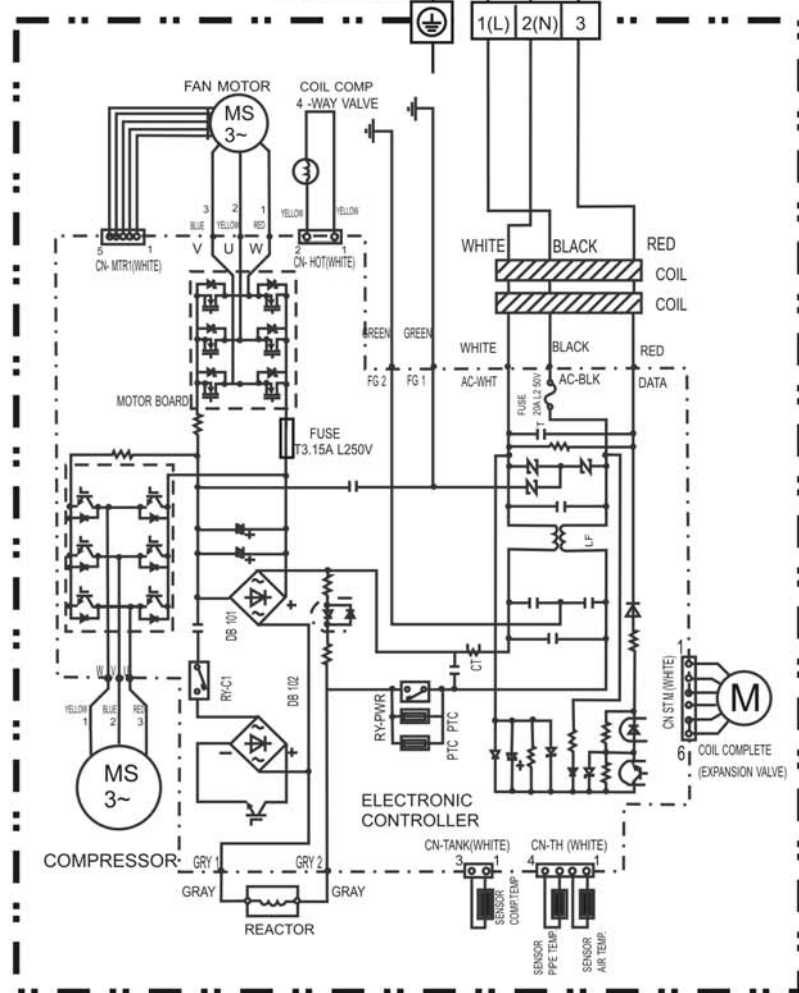 1(L) 2(N) 3
FAN MOTOR
MS
3~
COIL COMP
4 -WAY VALVE
3 2 1
BLUE YELLOW RED
YELLOW YELLOW
V U W
5 1
CN- MTR1(WHITE)
2 1
CN- HOT(WHITE)
WHITE BLACK RED
COIL
COIL
GREEN GREEN
WHITE BLACK RED
FG 2 FG 1 AC-WHT AC-BLK DATA
FUSE
20A L2 50V
T
MOTOR BOARD
FUSE
T3.15A L250V
LF
DB 101
+
CT
RY-C1
DB 102
- +
RY-PWR
PTC
PTC
W V U
YELLOW BLUE RED
1 2 3
MS
3~
COMPRESSOR
1
CN ST M (WHITE)
6
M
COIL COMPLETE
(EXPANSION VALVE)
ELECTRONIC
CONTROLLER
GRY 1 GRY 2
GRAY GRAY
REACTOR
CN-TANK(WHITE)
3 1
SENSOR
COMP.TEMP
CN-TH (WHITE)
4 1
SENSOR
PIPE TEMP.
SENSOR
AIR TEMP.